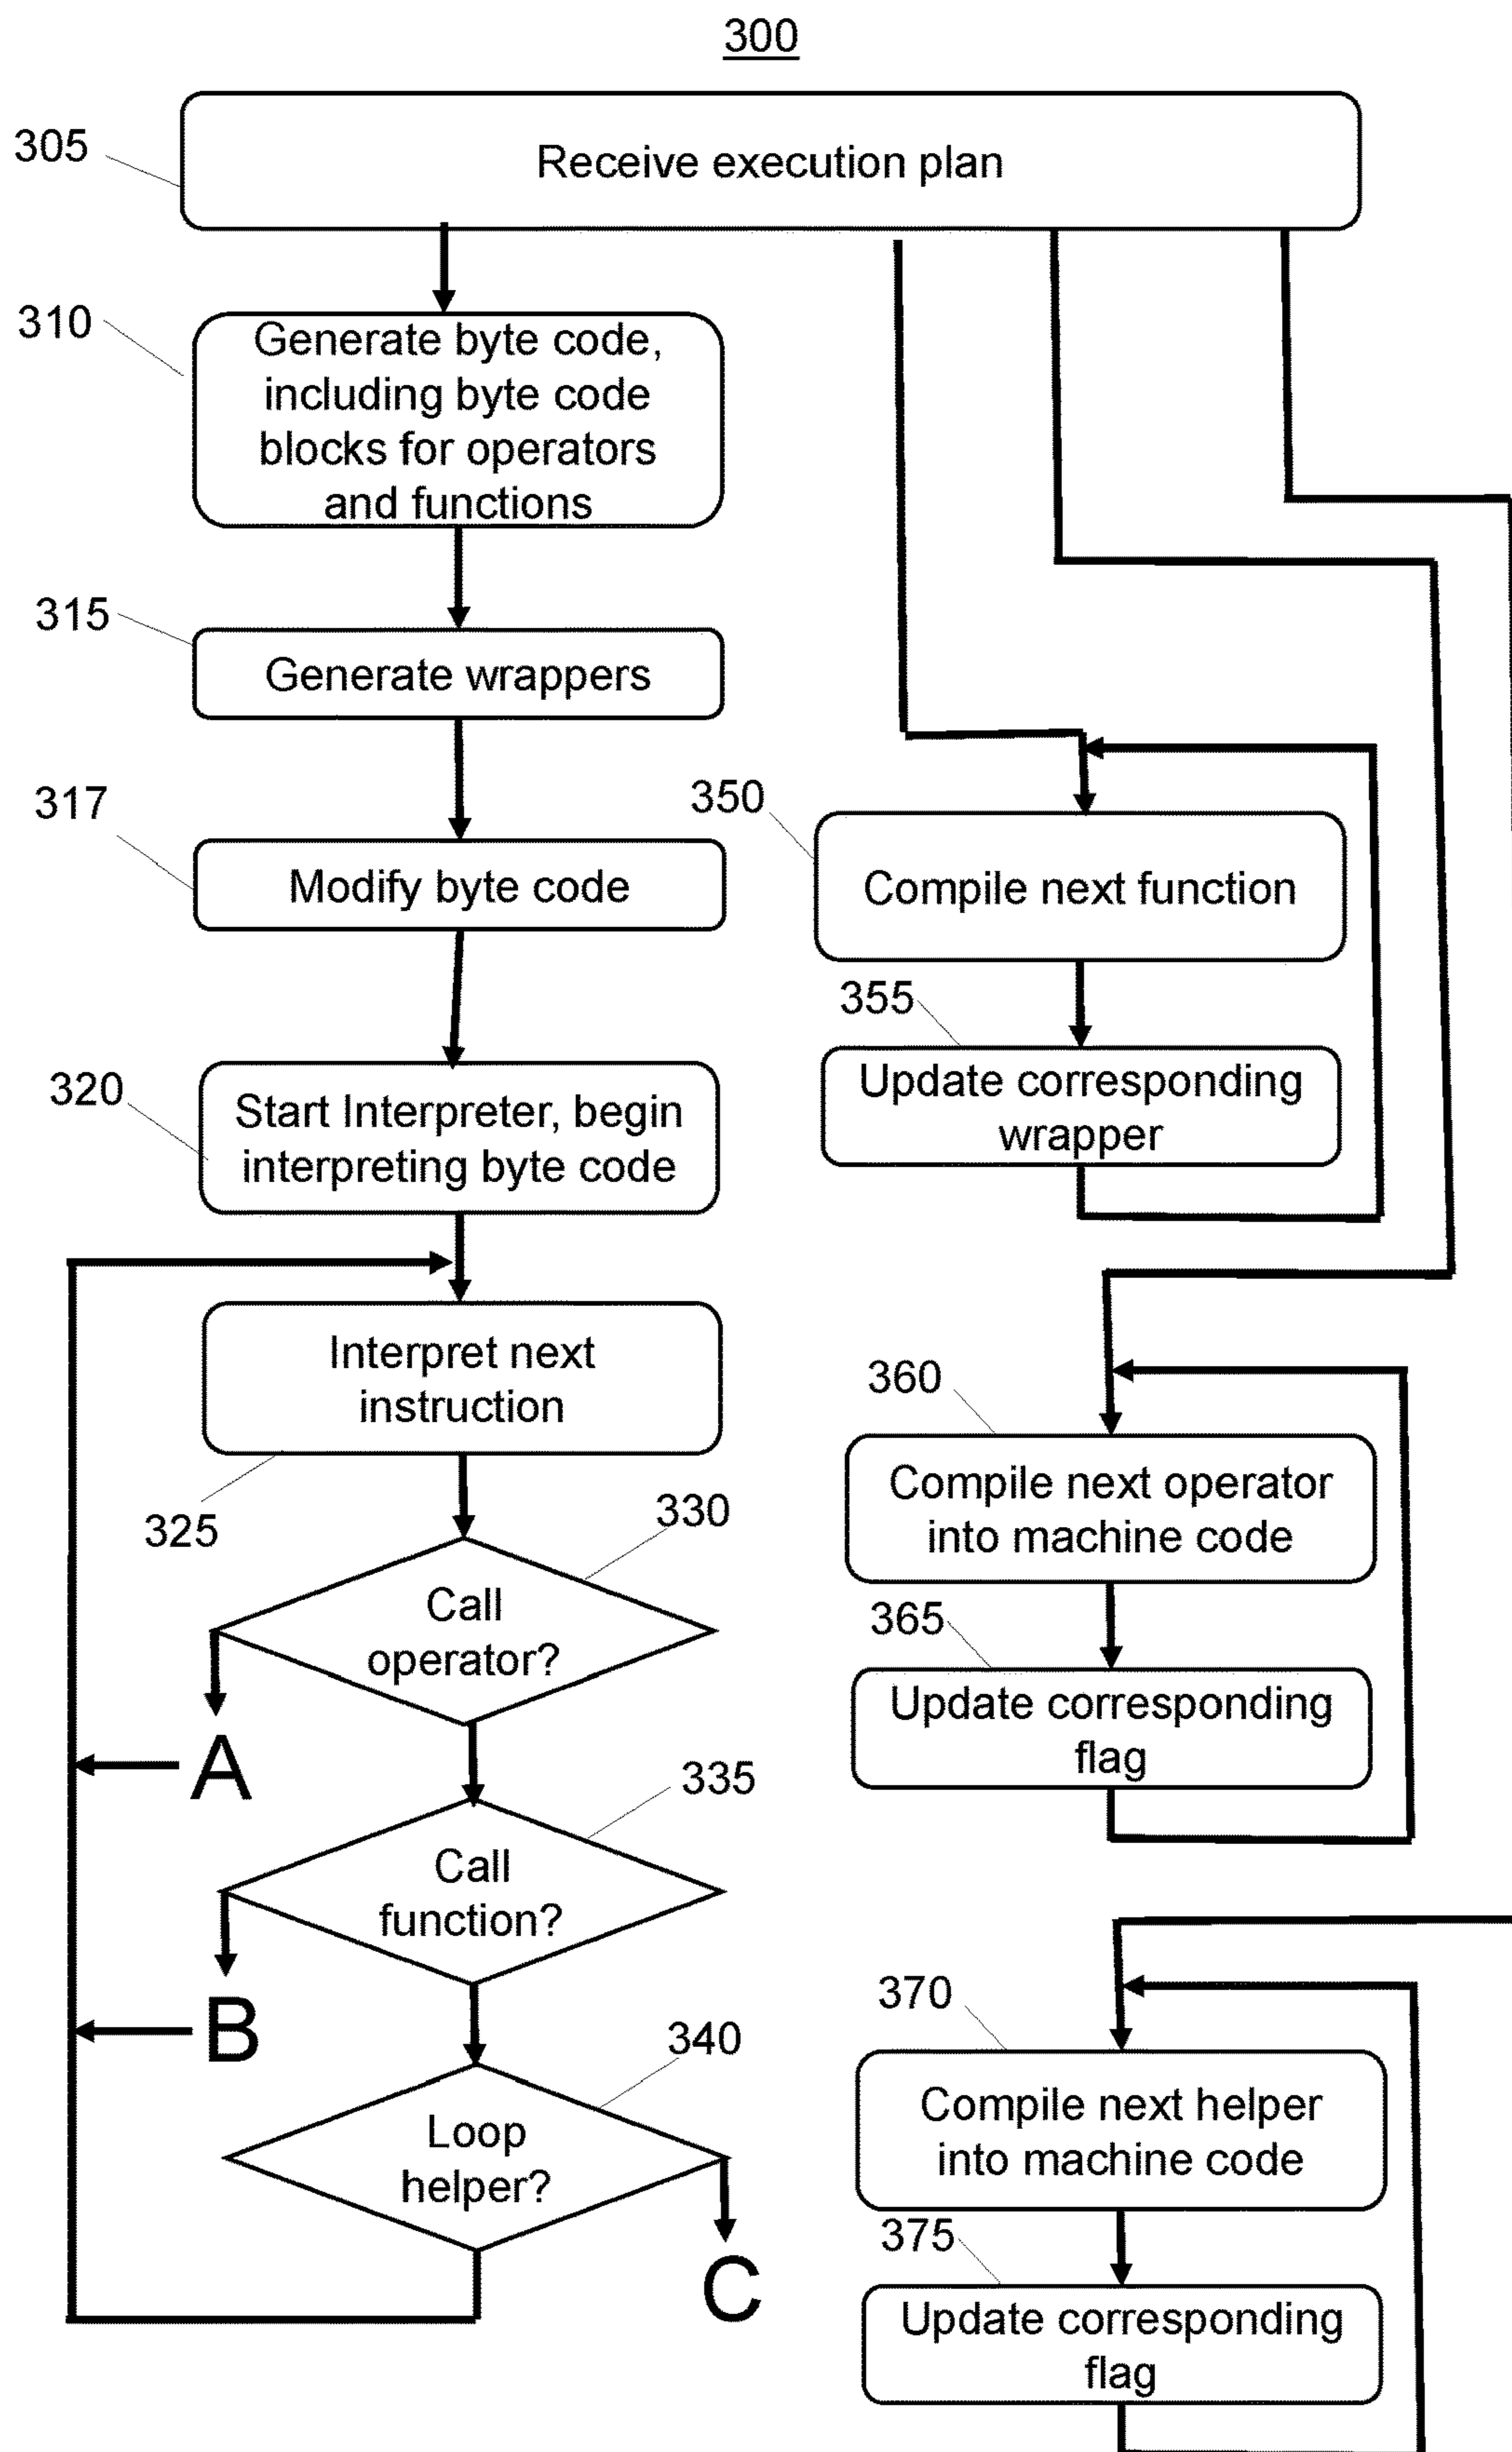 300
305
Receive execution plan
310
Generate byte code,
including byte code
blocks for operators
and functions
315
Generate wrappers
317
Modify byte code
320
Start Interpreter, begin
interpreting byte code
Interpret next
instruction
325
330
Call
operator?
A
335
Call
function?
B
340
Loop
helper?
C
350
Compile next function
355
Update corresponding
wrapper
360
Compile next operator
into machine code
365
Update corresponding
flag
370
Compile next helper
into machine code
375
Update corresponding
flag